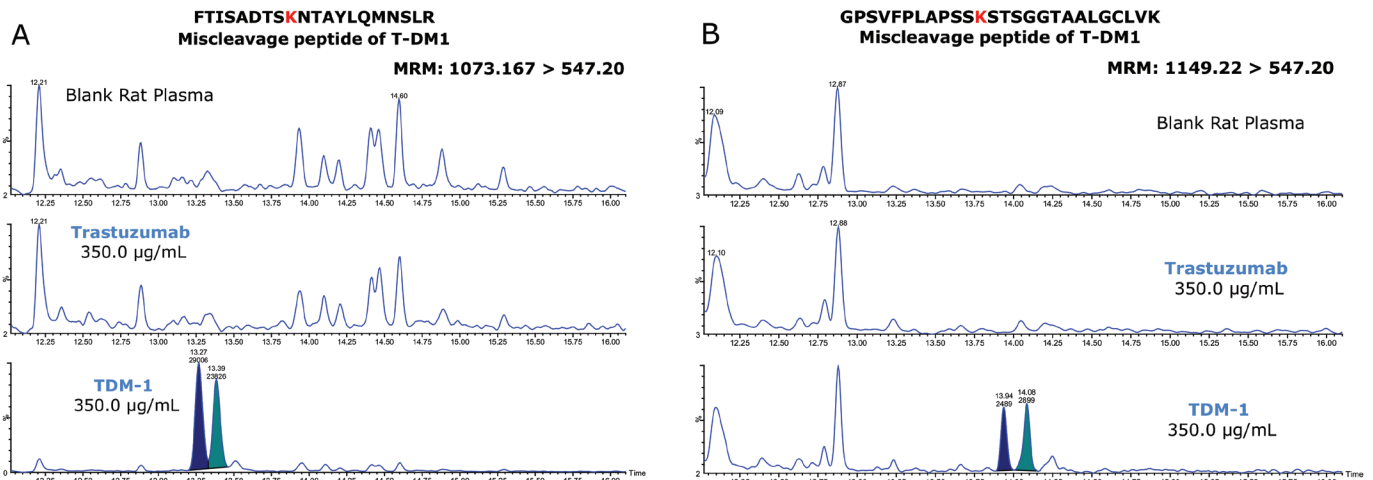 A
FTISADTSKNTAYLQMNSLR
Miscleavage peptide of T-DM1
MRM: 1073.167 > 547.20
Blank Rat Plasma
12.21
14.60
%
2
12.25 12.50 12.75 13.00 13.25 13.50 13.75 14.00 14.25 14.50 14.75 15.00 15.25 15.50 15.75 16.00
12.21
Trastuzumab
350.0 µg/mL
%
2
12.25 12.50 12.75 13.00 13.25 13.50 13.75 14.00 14.25 14.50 14.75 15.00 15.25 15.50 15.75 16.00
13.27
29006
13.39
23826
TDM-1
350.0 µg/mL
%
2
Time
B
GPSVFPLAPSSKSTSGGTAALGCLVK
Miscleavage peptide of T-DM1
MRM: 1149.22 > 547.20
12.09
12.87
Blank Rat Plasma
%
3
12.25 12.50 12.75 13.00 13.25 13.50 13.75 14.00 14.25 14.50 14.75 15.00 15.25 15.50 15.75 16.00
12.10
12.88
Trastuzumab
350.0 µg/mL
%
3
12.25 12.50 12.75 13.00 13.25 13.50 13.75 14.00 14.25 14.50 14.75 15.00 15.25 15.50 15.75 16.00
13.94
2489
14.08
2899
TDM-1
350.0 µg/mL
%
2
Time